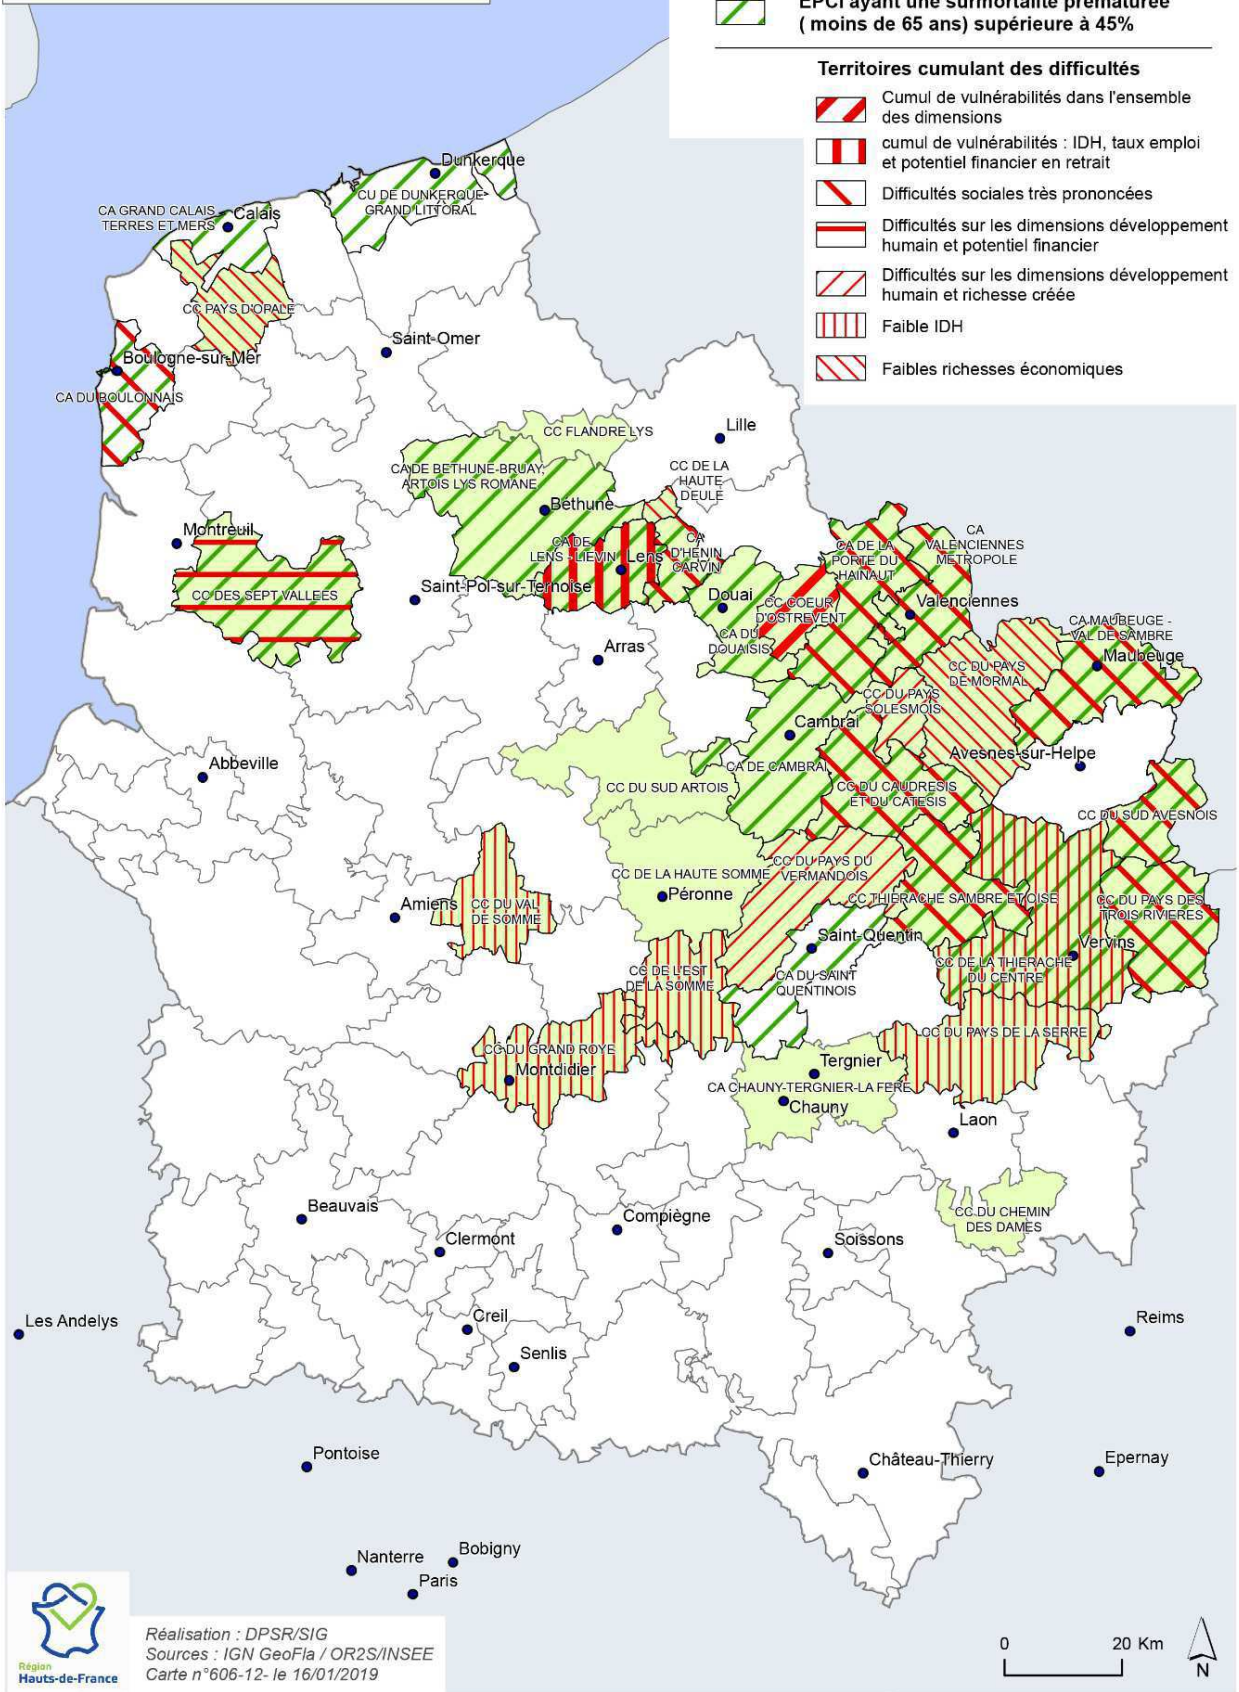 EPCI ayant une surmortalité prématurée
( moins de 65 ans) supérieure à 45%
Territoires cumulant des difficultés
Cumul de vulnérabilités dans l'ensemble
des dimensions
cumul de vulnérabilités : IDH, taux emploi
et potentiel financier en retrait
Difficultés sociales très prononcées
Difficultés sur les dimensions développement
humain et potentiel financier
Difficultés sur les dimensions développement
humain et richesse créée
Faible IDH
Faibles richesses économiques
Dunkerque
CU DE DUNKERQUE
GRAND LITTORAL
CA GRAND CALAIS
TERRES ET MERS
Calais
CC PAYS D'OPALE
Saint-Omer
Boulogne-sur-Mer
CA DU BOULONNAIS
Lille
CC FLANDRE LYS
CA DE BETHUNE-BRUAY,
ARTOIS LYS ROMANE
Béthune
CC DE LA
HAUTE
DEULE
Montreuil
CA DE
LENS - LIEVIN
Lens
CA
D'HENIN
CARVIN
CA DE LA
PORTE DU
HAINAUT
CA
VALENCIENNES
METROPOLE
CC DES SEPT VALLEES
Saint-Pol-sur-Ternoise
Douai
CC COEUR
D'OSTREVENT
Valenciennes
CA DU
DOUAISIS
Arras
CA MAUBEUGE -
VAL DE SAMBRE
Maubeuge
CC DU PAYS
DE MORMAL
CC DU PAYS
SOLESMOIS
Cambrai
Avesnes-sur-Helpe
Abbeville
CA DE CAMBRAI
CC DU SUD ARTOIS
CC DU CAUDRESIS
ET DU CATESIS
CC DU SUD AVESNOIS
CC DE LA HAUTE SOMME
Péronne
CC DU PAYS DU
VERMANDOIS
CC THIERACHE SAMBRE ET OISE
CC DU PAYS DES
TROIS RIVIERES
Amiens
CC DU VAL
DE SOMME
Saint-Quentin
Vervins
CC DE L'EST
DE LA SOMME
CA DU SAINT
QUENTINOIS
CC DE LA THIERACHE
DU CENTRE
CC DU PAYS DE LA SERRE
CC DU GRAND ROYE
Montdidier
Tergnier
CA CHAUNY-TERGNIER-LA FERE
Chauny
Laon
Beauvais
Compiègne
CC DU CHEMIN
DES DAMES
Clermont
Soissons
Creil
Les Andelys
Reims
Senlis
Pontoise
Château-Thierry
Epernay
Nanterre
Bobigny
Paris
Région
Hauts-de-France
Réalisation : DPSR/SIG
Sources : IGN GeoFla / OR2S/INSEE
Carte n°606-12- le 16/01/2019
0 20 Km
N